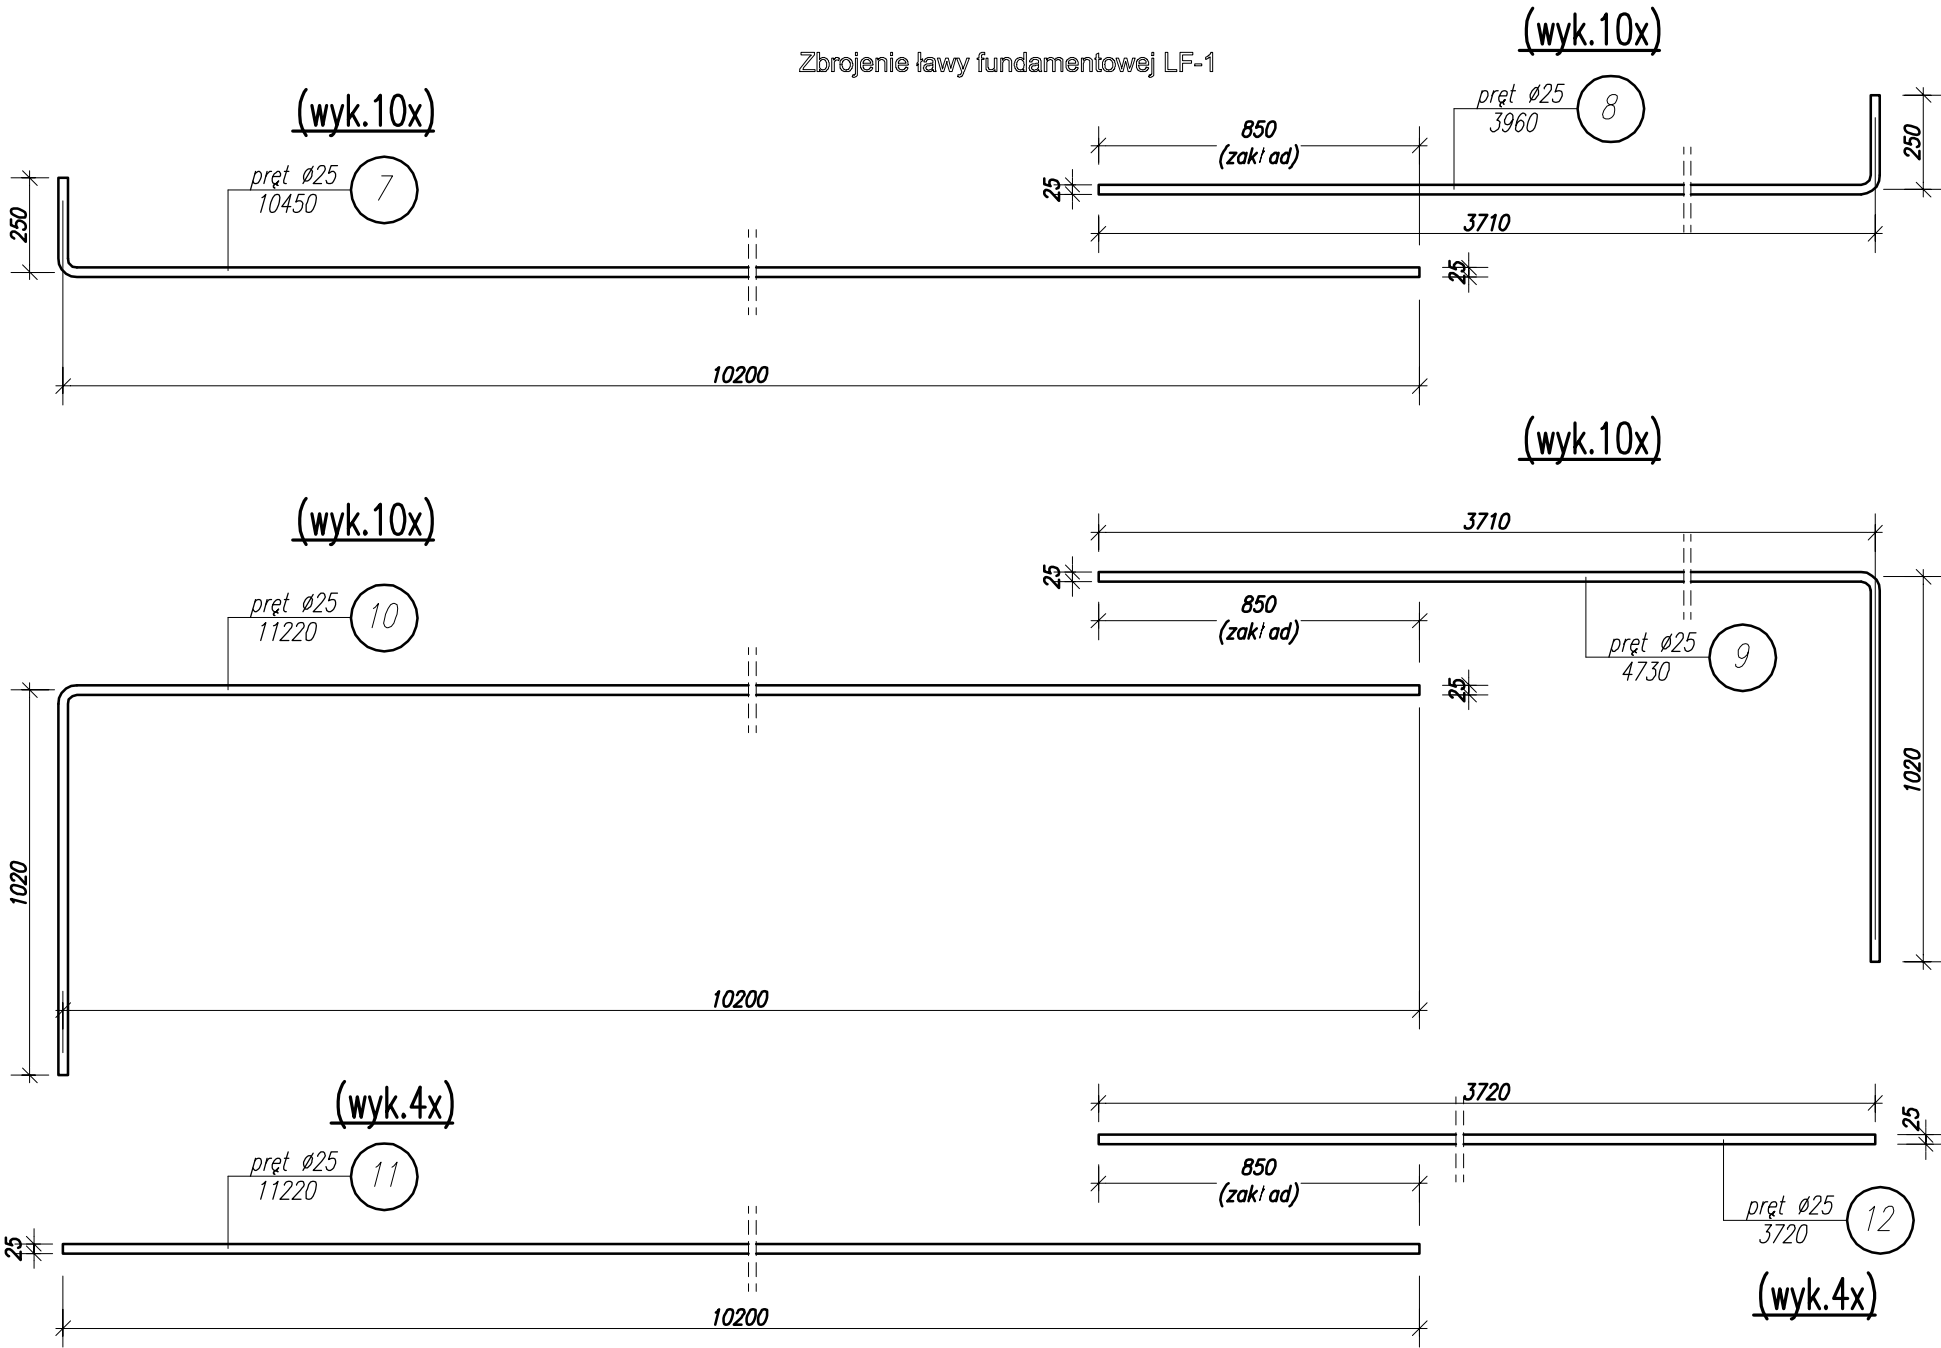 Zbrojenie ławy fundamentowej LF-1
(wyk.10x)
pręt ø25
10450
7
250
25
10200
(wyk.10x)
pręt ø25
3960
8
850
(zakład)
25
3710
250
(wyk.10x)
pręt ø25
11220
10
1020
25
10200
(wyk.10x)
3710
25
850
(zakład)
pręt ø25
4730
9
1020
(wyk.4x)
pręt ø25
11220
11
25
10200
3720
25
850
(zakład)
pręt ø25
3720
12
(wyk.4x)